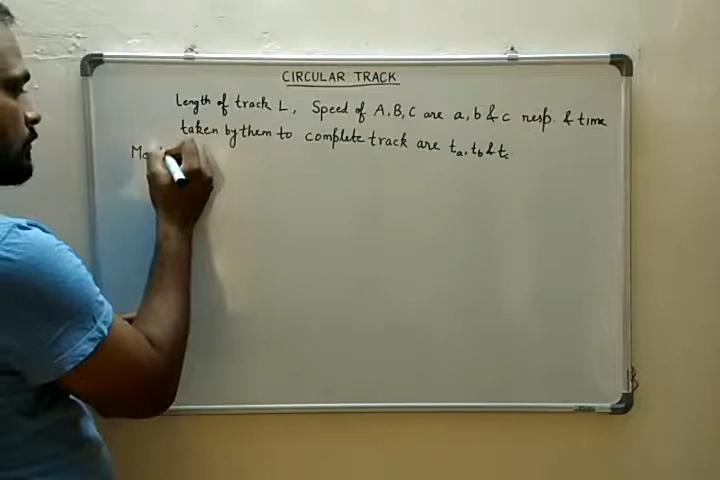 CIRCULAR TRACK
Length of track L, Speed of A, B, C are a, b & c resp. & time
taken by them to complete track are ta, tb & tc